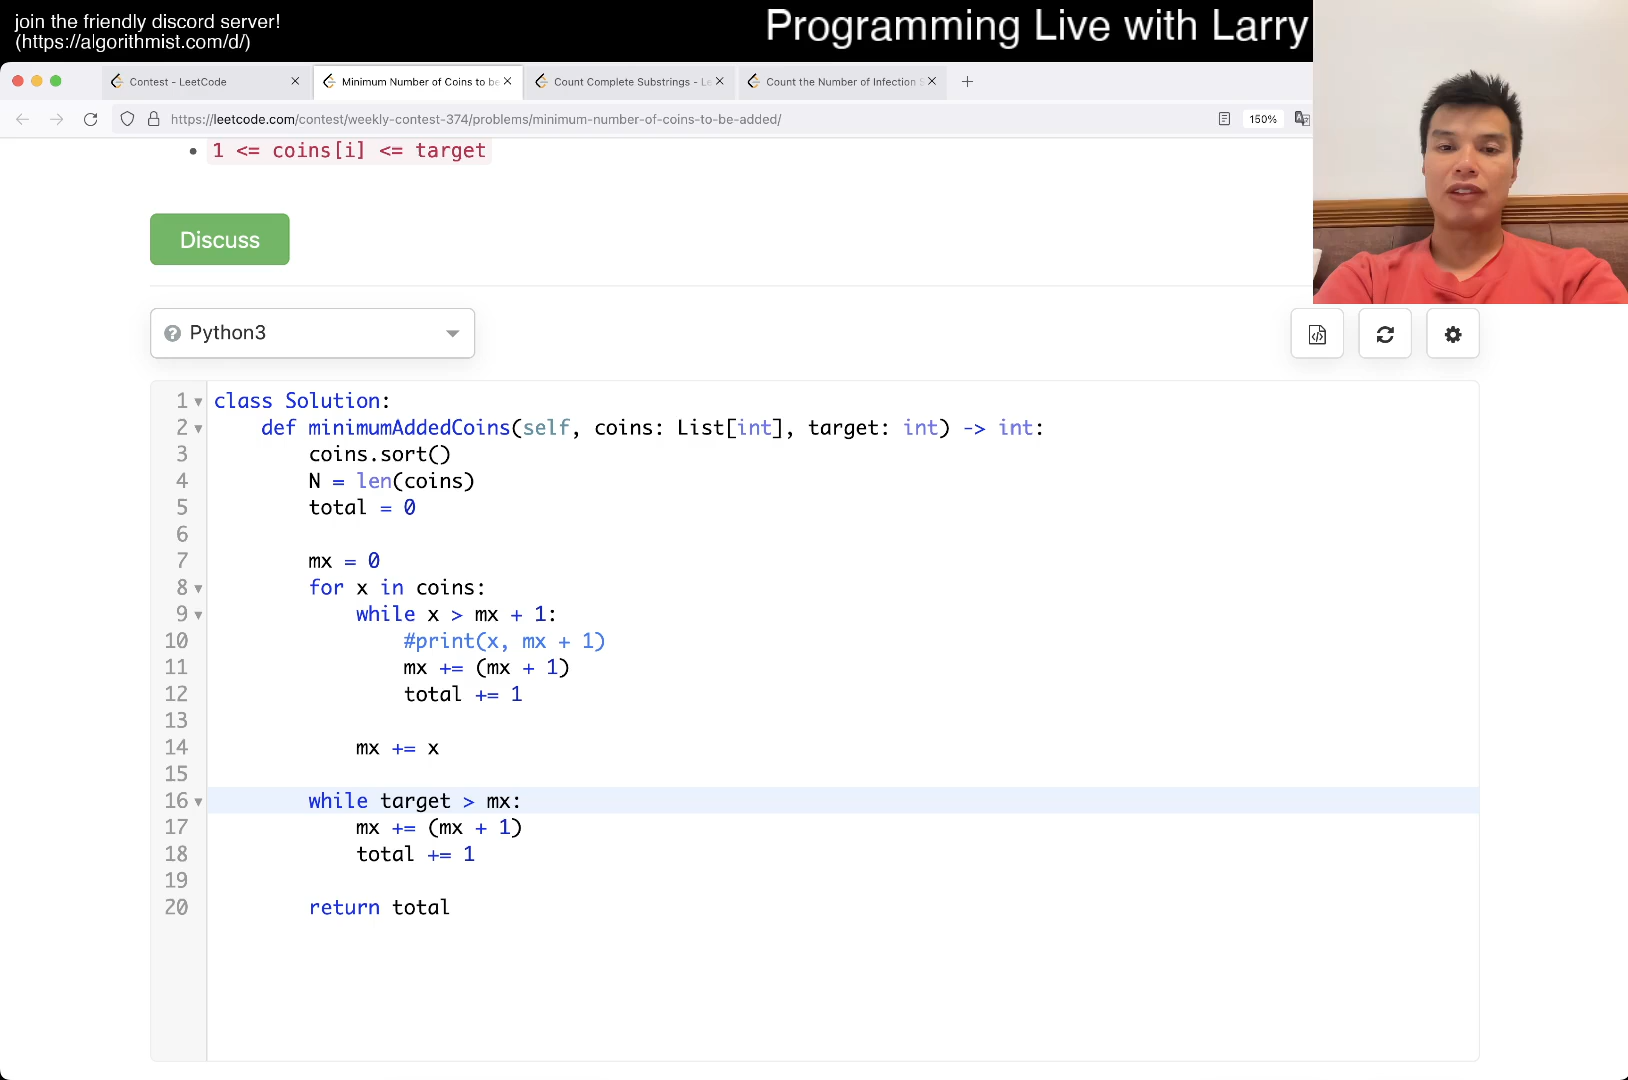 join the friendly discord server!
(https://algorithmist.com/d/)
Programming Live with Larry
Contest - LeetCode
Minimum Number of Coins to be
Count Complete Substrings - Le
Count the Number of Infection S
https://leetcode.com/contest/weekly-contest-374/problems/minimum-number-of-coins-to-be-added/
150%
• 1 <= coins[i] <= target
Discuss
Python3
1 class Solution:
2     def minimumAddedCoins(self, coins: List[int], target: int) -> int:
3         coins.sort()
4         N = len(coins)
5         total = 0
6
7         mx = 0
8         for x in coins:
9             while x > mx + 1:
10                 #print(x, mx + 1)
11                 mx += (mx + 1)
12                 total += 1
13
14             mx += x
15
16         while target > mx:
17             mx += (mx + 1)
18             total += 1
19
20         return total